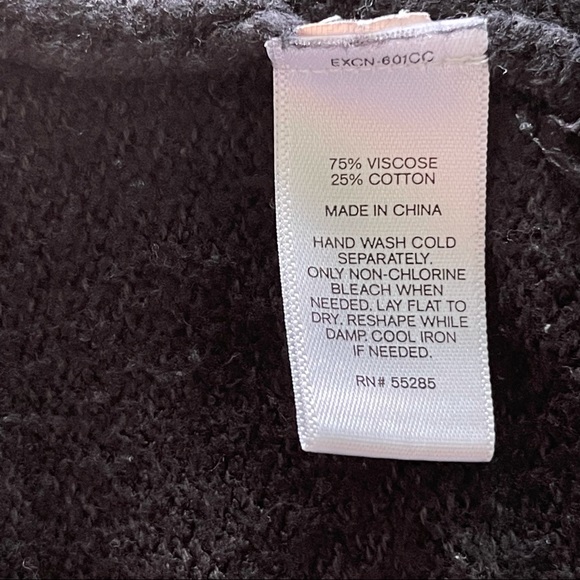 EXCN-601CC
75% VISCOSE
25% COTTON
MADE IN CHINA
HAND WASH COLD
SEPARATELY.
ONLY NON-CHLORINE
BLEACH WHEN
NEEDED. LAY FLAT TO
DRY. RESHAPE WHILE
DAMP. COOL IRON
IF NEEDED.
RN# 55285